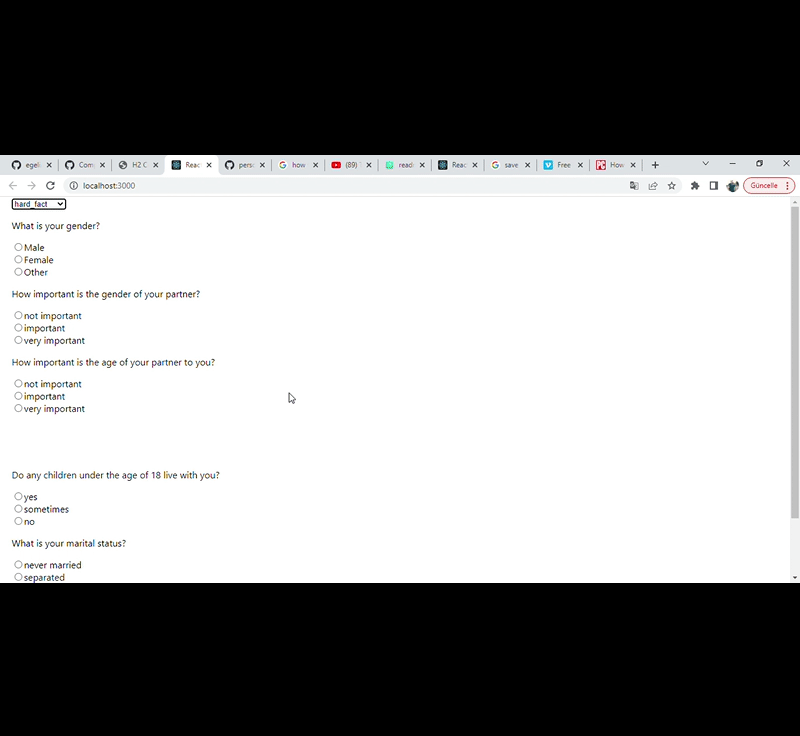 egel
Com
H2 C
Reac
perso
how
(89)
read
Reac
save
Free
How
localhost:3000
Güncelle
hard_fact
What is your gender?
Male
Female
Other
How important is the gender of your partner?
not important
important
very important
How important is the age of your partner to you?
not important
important
very important
Do any children under the age of 18 live with you?
yes
sometimes
no
What is your marital status?
never married
separated